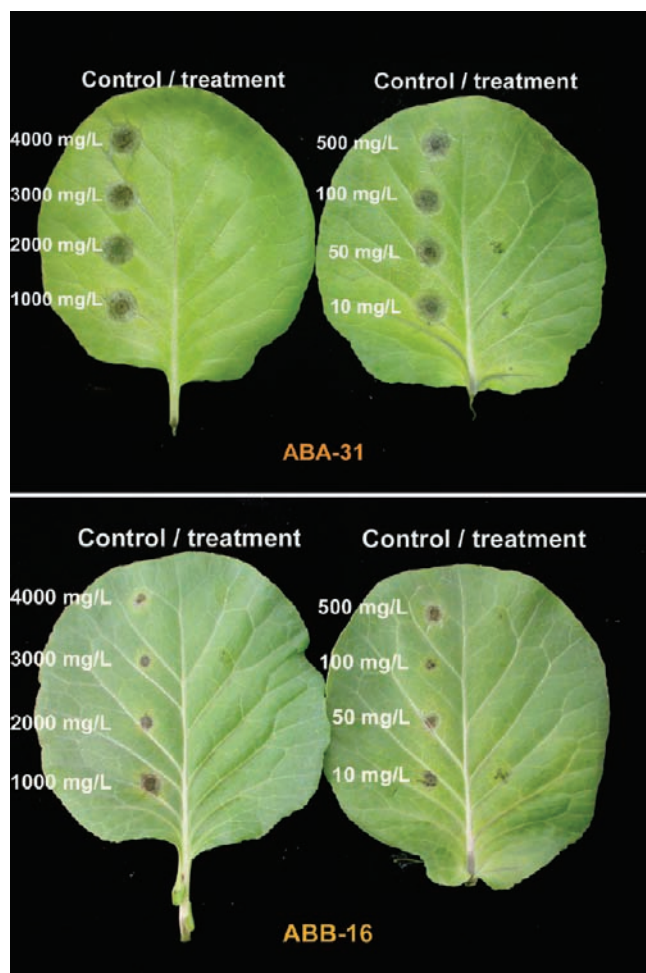 Control / treatment
4000 mg/L
3000 mg/L
2000 mg/L
1000 mg/L
Control / treatment
500 mg/L
100 mg/L
50 mg/L
10 mg/L
ABA-31
Control / treatment
4000 mg/L
3000 mg/L
2000 mg/L
1000 mg/L
Control / treatment
500 mg/L
100 mg/L
50 mg/L
10 mg/L
ABB-16